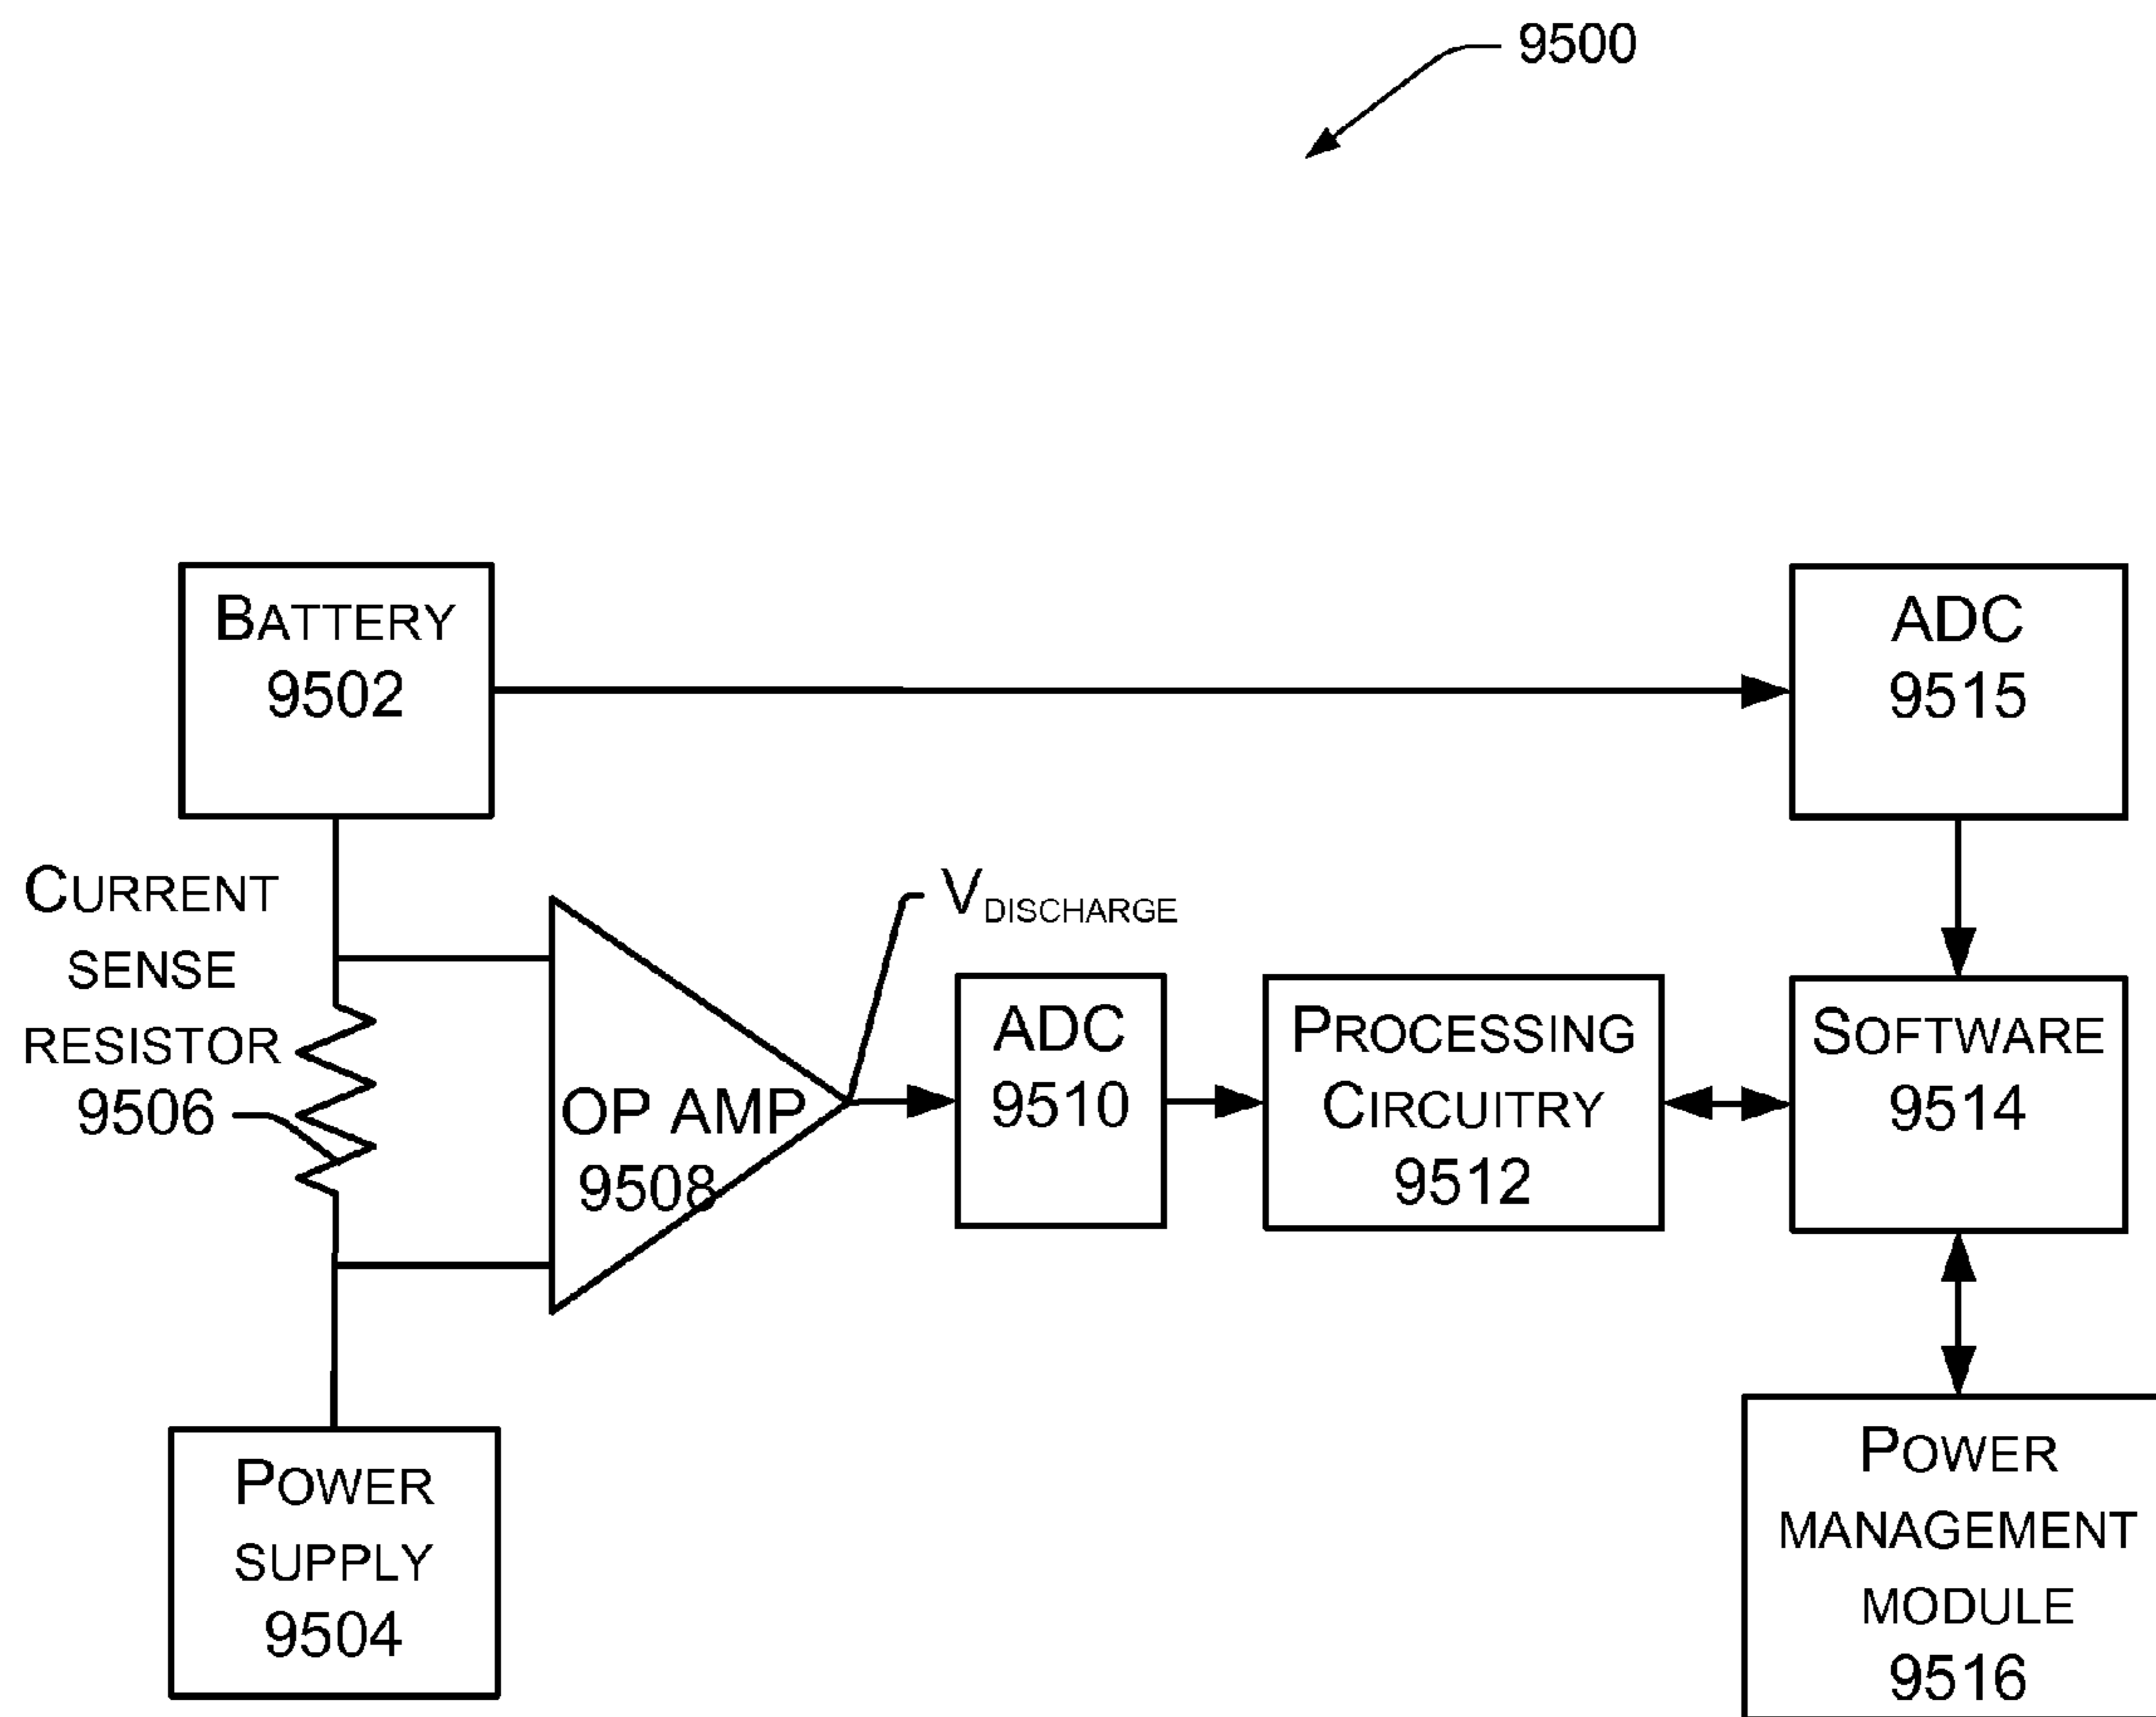 9500
BATTERY
9502
ADC
9515
CURRENT
SENSE
RESISTOR
9506
OP AMP
9508
VDISCHARGE
ADC
9510
PROCESSING
CIRCUITRY
9512
SOFTWARE
9514
POWER
SUPPLY
9504
POWER
MANAGEMENT
MODULE
9516